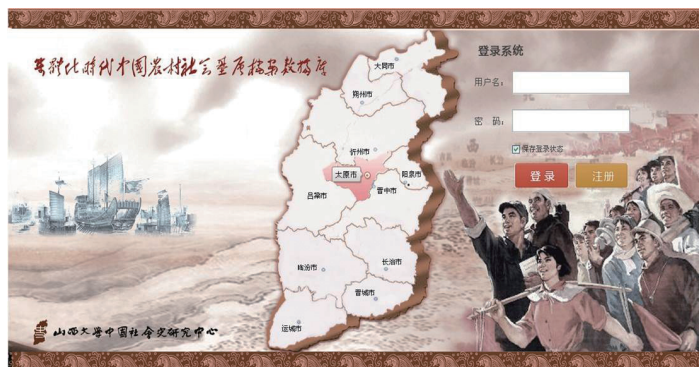 集体化时代中国农村社会基层档案数据库
登录系统
用户名：
密 码：
保存登录状态
登 录
注册
大同市
朔州市
忻州市
太原市
阳泉市
晋中市
吕梁市
临汾市
长治市
晋城市
运城市
山西大学中国社会史研究中心